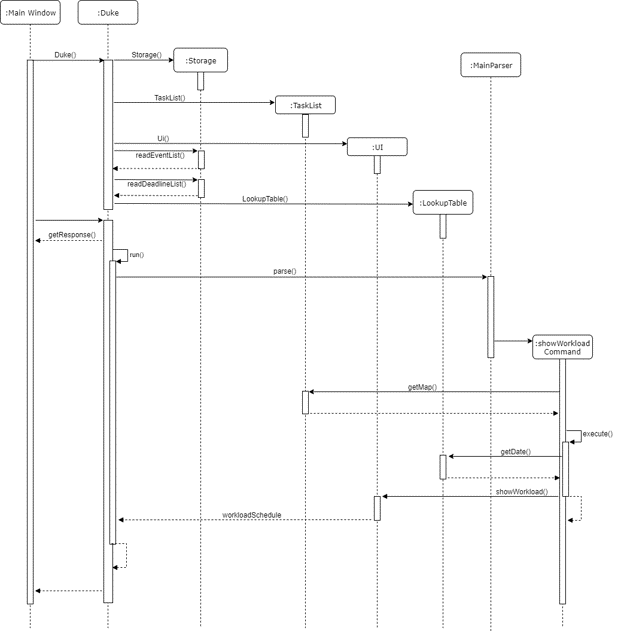 :Main Window
:Duke
Duke()
Storage()
:Storage
:MainParser
TaskList()
:TaskList
Ui()
:UI
readEventList()
readDeadlineList()
LookupTable()
:LookupTable
getResponse()
run()
parse()
:showWorkload
Command
getMap()
execute()
getDate()
showWorkload()
workloadSchedule